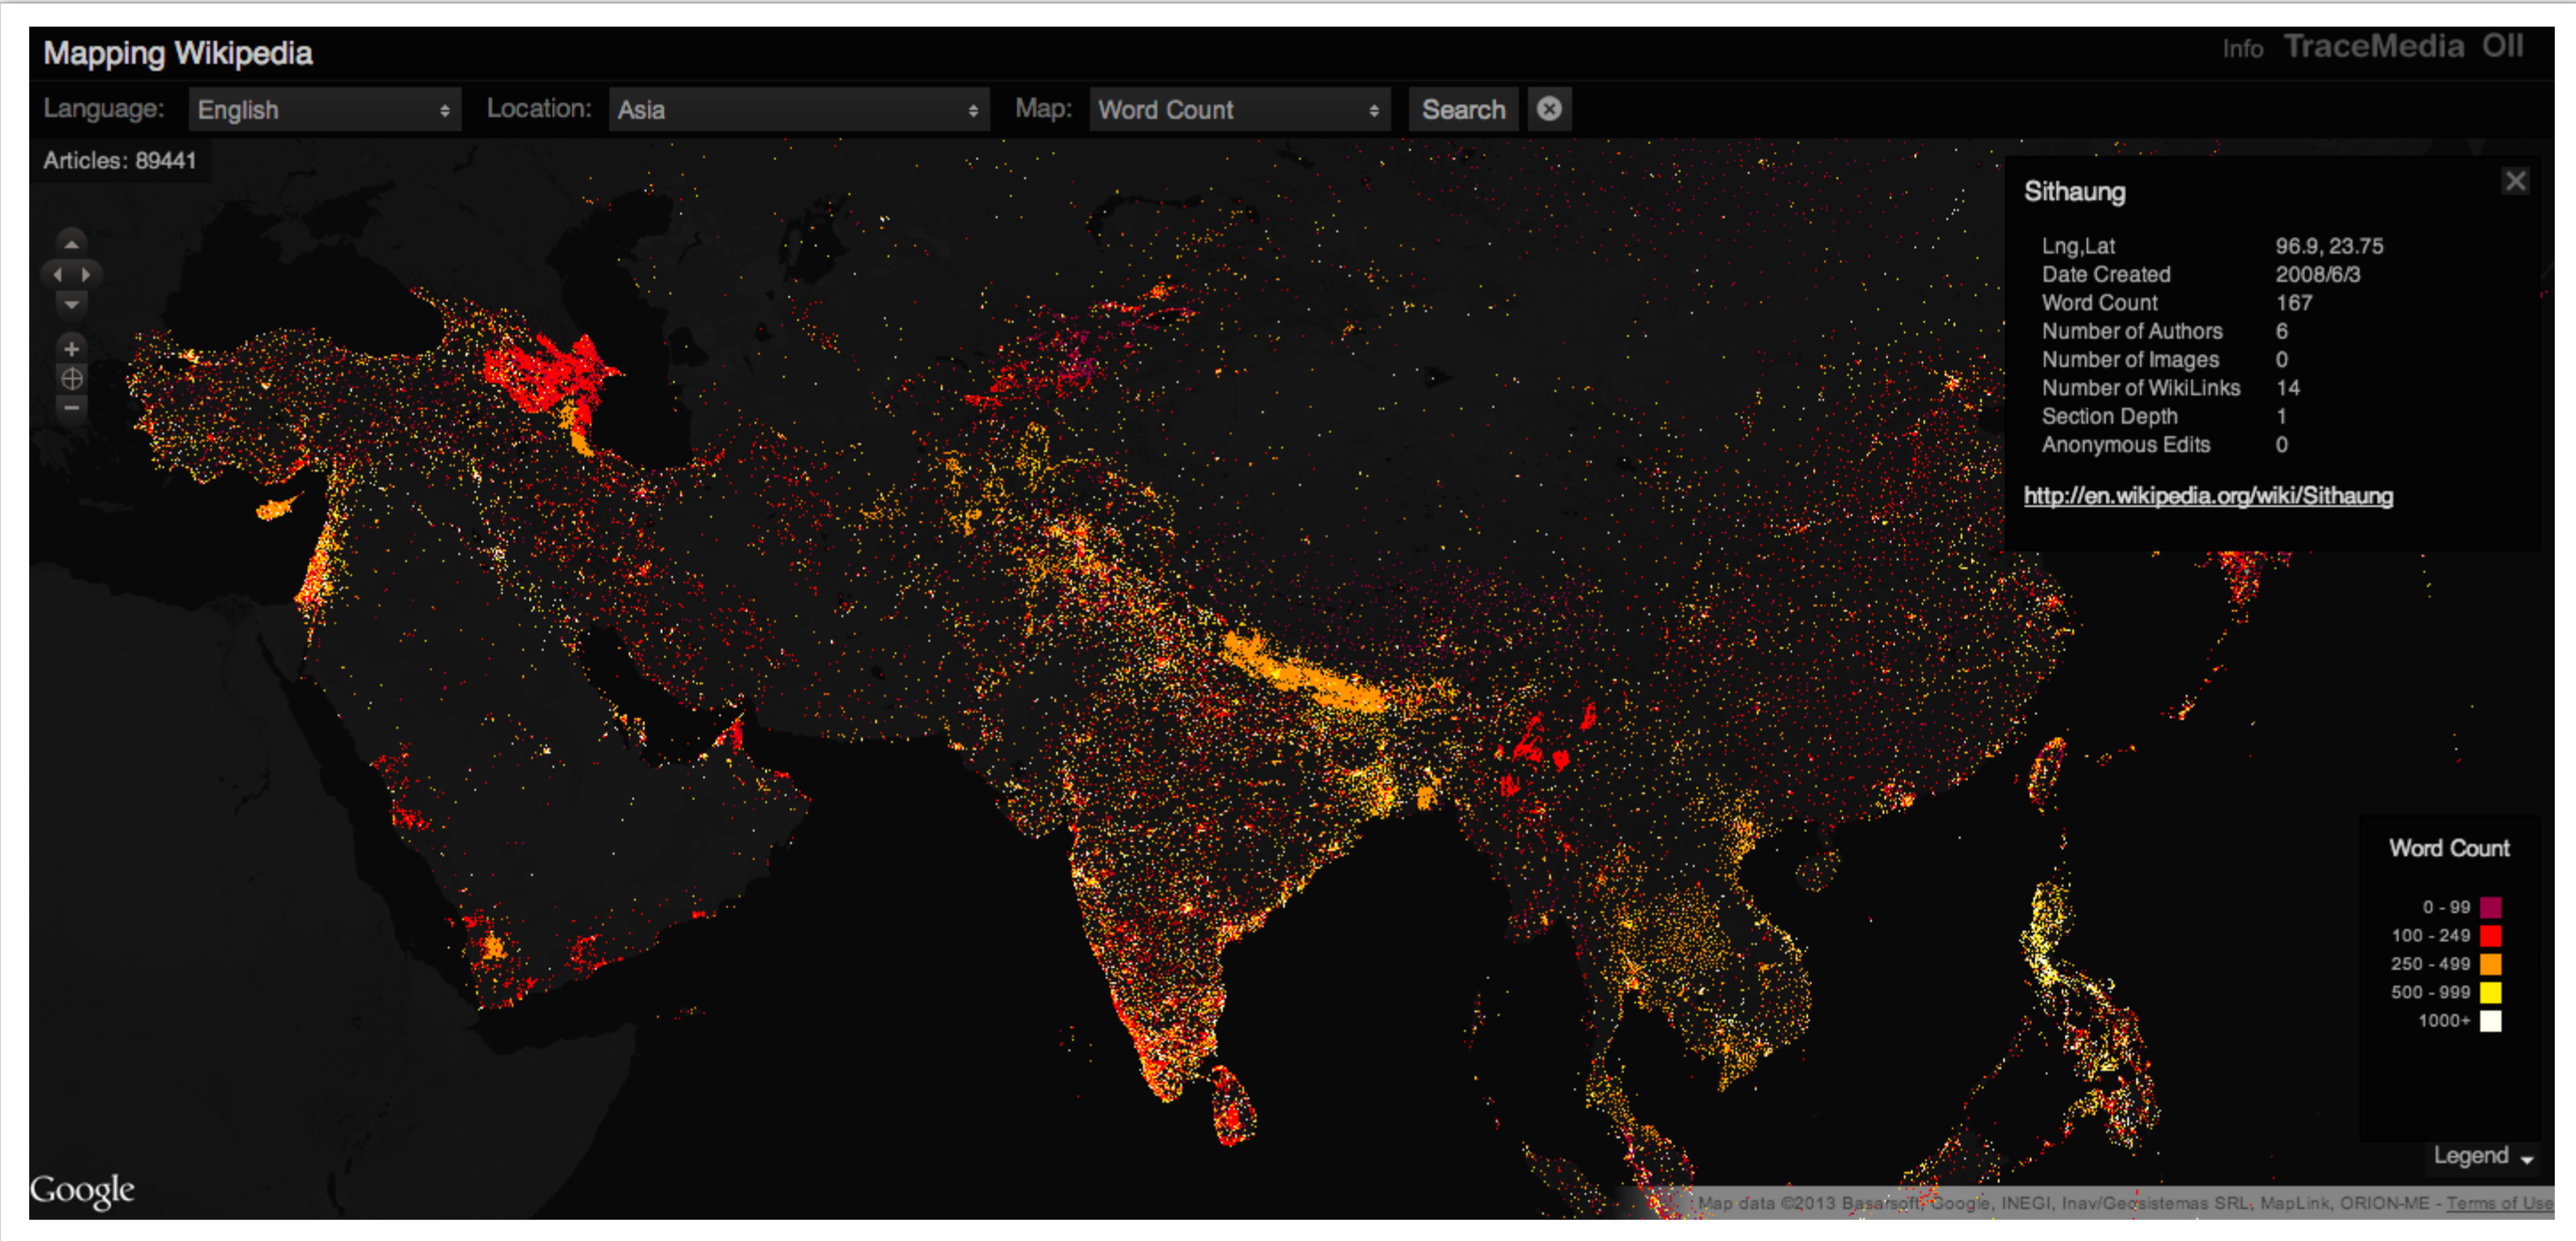 Mapping Wikipedia
Info TraceMedia OII
Language: English Location: Asia Map: Word Count Search
Articles: 89441
Sithaung
Lng,Lat 96.9, 23.75
Date Created 2008/6/3
Word Count 167
Number of Authors 6
Number of Images 0
Number of WikiLinks 14
Section Depth 1
Anonymous Edits 0
http://en.wikipedia.org/wiki/Sithaung
Word Count
0 - 99
100 - 249
250 - 499
500 - 999
1000+
Legend
Google
Map data ©2013 Basarsoft, Google, INEGI, Inav/Geosistemas SRL, MapLink, ORION-ME - Terms of Use